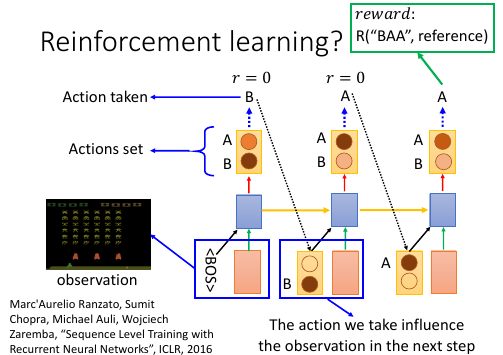 reward:
R("BAA", reference)
Reinforcement learning?
r = 0
r = 0
Action taken
B
A
A
Actions set
A
B
A
B
A
B
<SOS>
B
A
observation
Marc'Aurelio Ranzato, Sumit
Chopra, Michael Auli, Wojciech
Zaremba, “Sequence Level Training with
Recurrent Neural Networks”, ICLR, 2016
The action we take influence
the observation in the next step